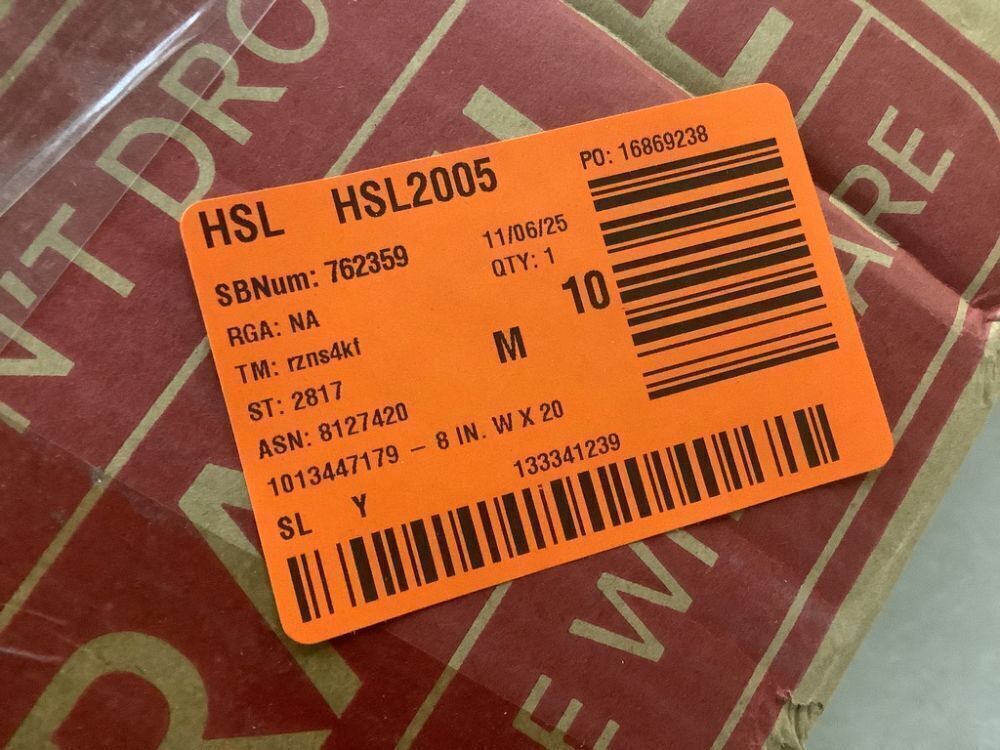 N'T DRO
HSL HSL2005
PO: 16869238
SBNum: 762359
11/06/25
RGA: NA
QTY: 1
TM: rzns4kf
M
10
ST: 2817
ASN: 8127420
1013447179 – 8 IN. W X 20
SL Y
133341239